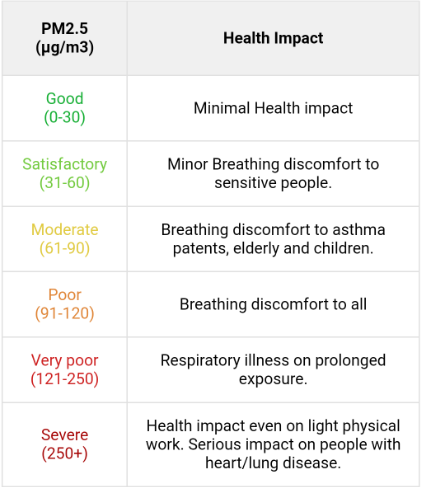 PM2.5
(µg/m3)
Health Impact
Good
(0-30)
Minimal Health impact
Satisfactory
(31-60)
Minor Breathing discomfort to
sensitive people.
Moderate
(61-90)
Breathing discomfort to asthma
patents, elderly and children.
Poor
(91-120)
Breathing discomfort to all
Very poor
(121-250)
Respiratory illness on prolonged
exposure.
Severe
(250+)
Health impact even on light physical
work. Serious impact on people with
heart/lung disease.